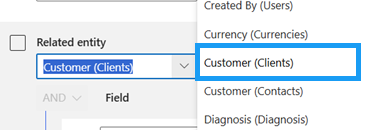 Related entity
Customer (Clients)
AND
Field
Created By (Users)
Currency (Currencies)
Customer (Clients)
Customer (Contacts)
Diagnosis (Diagnosis)